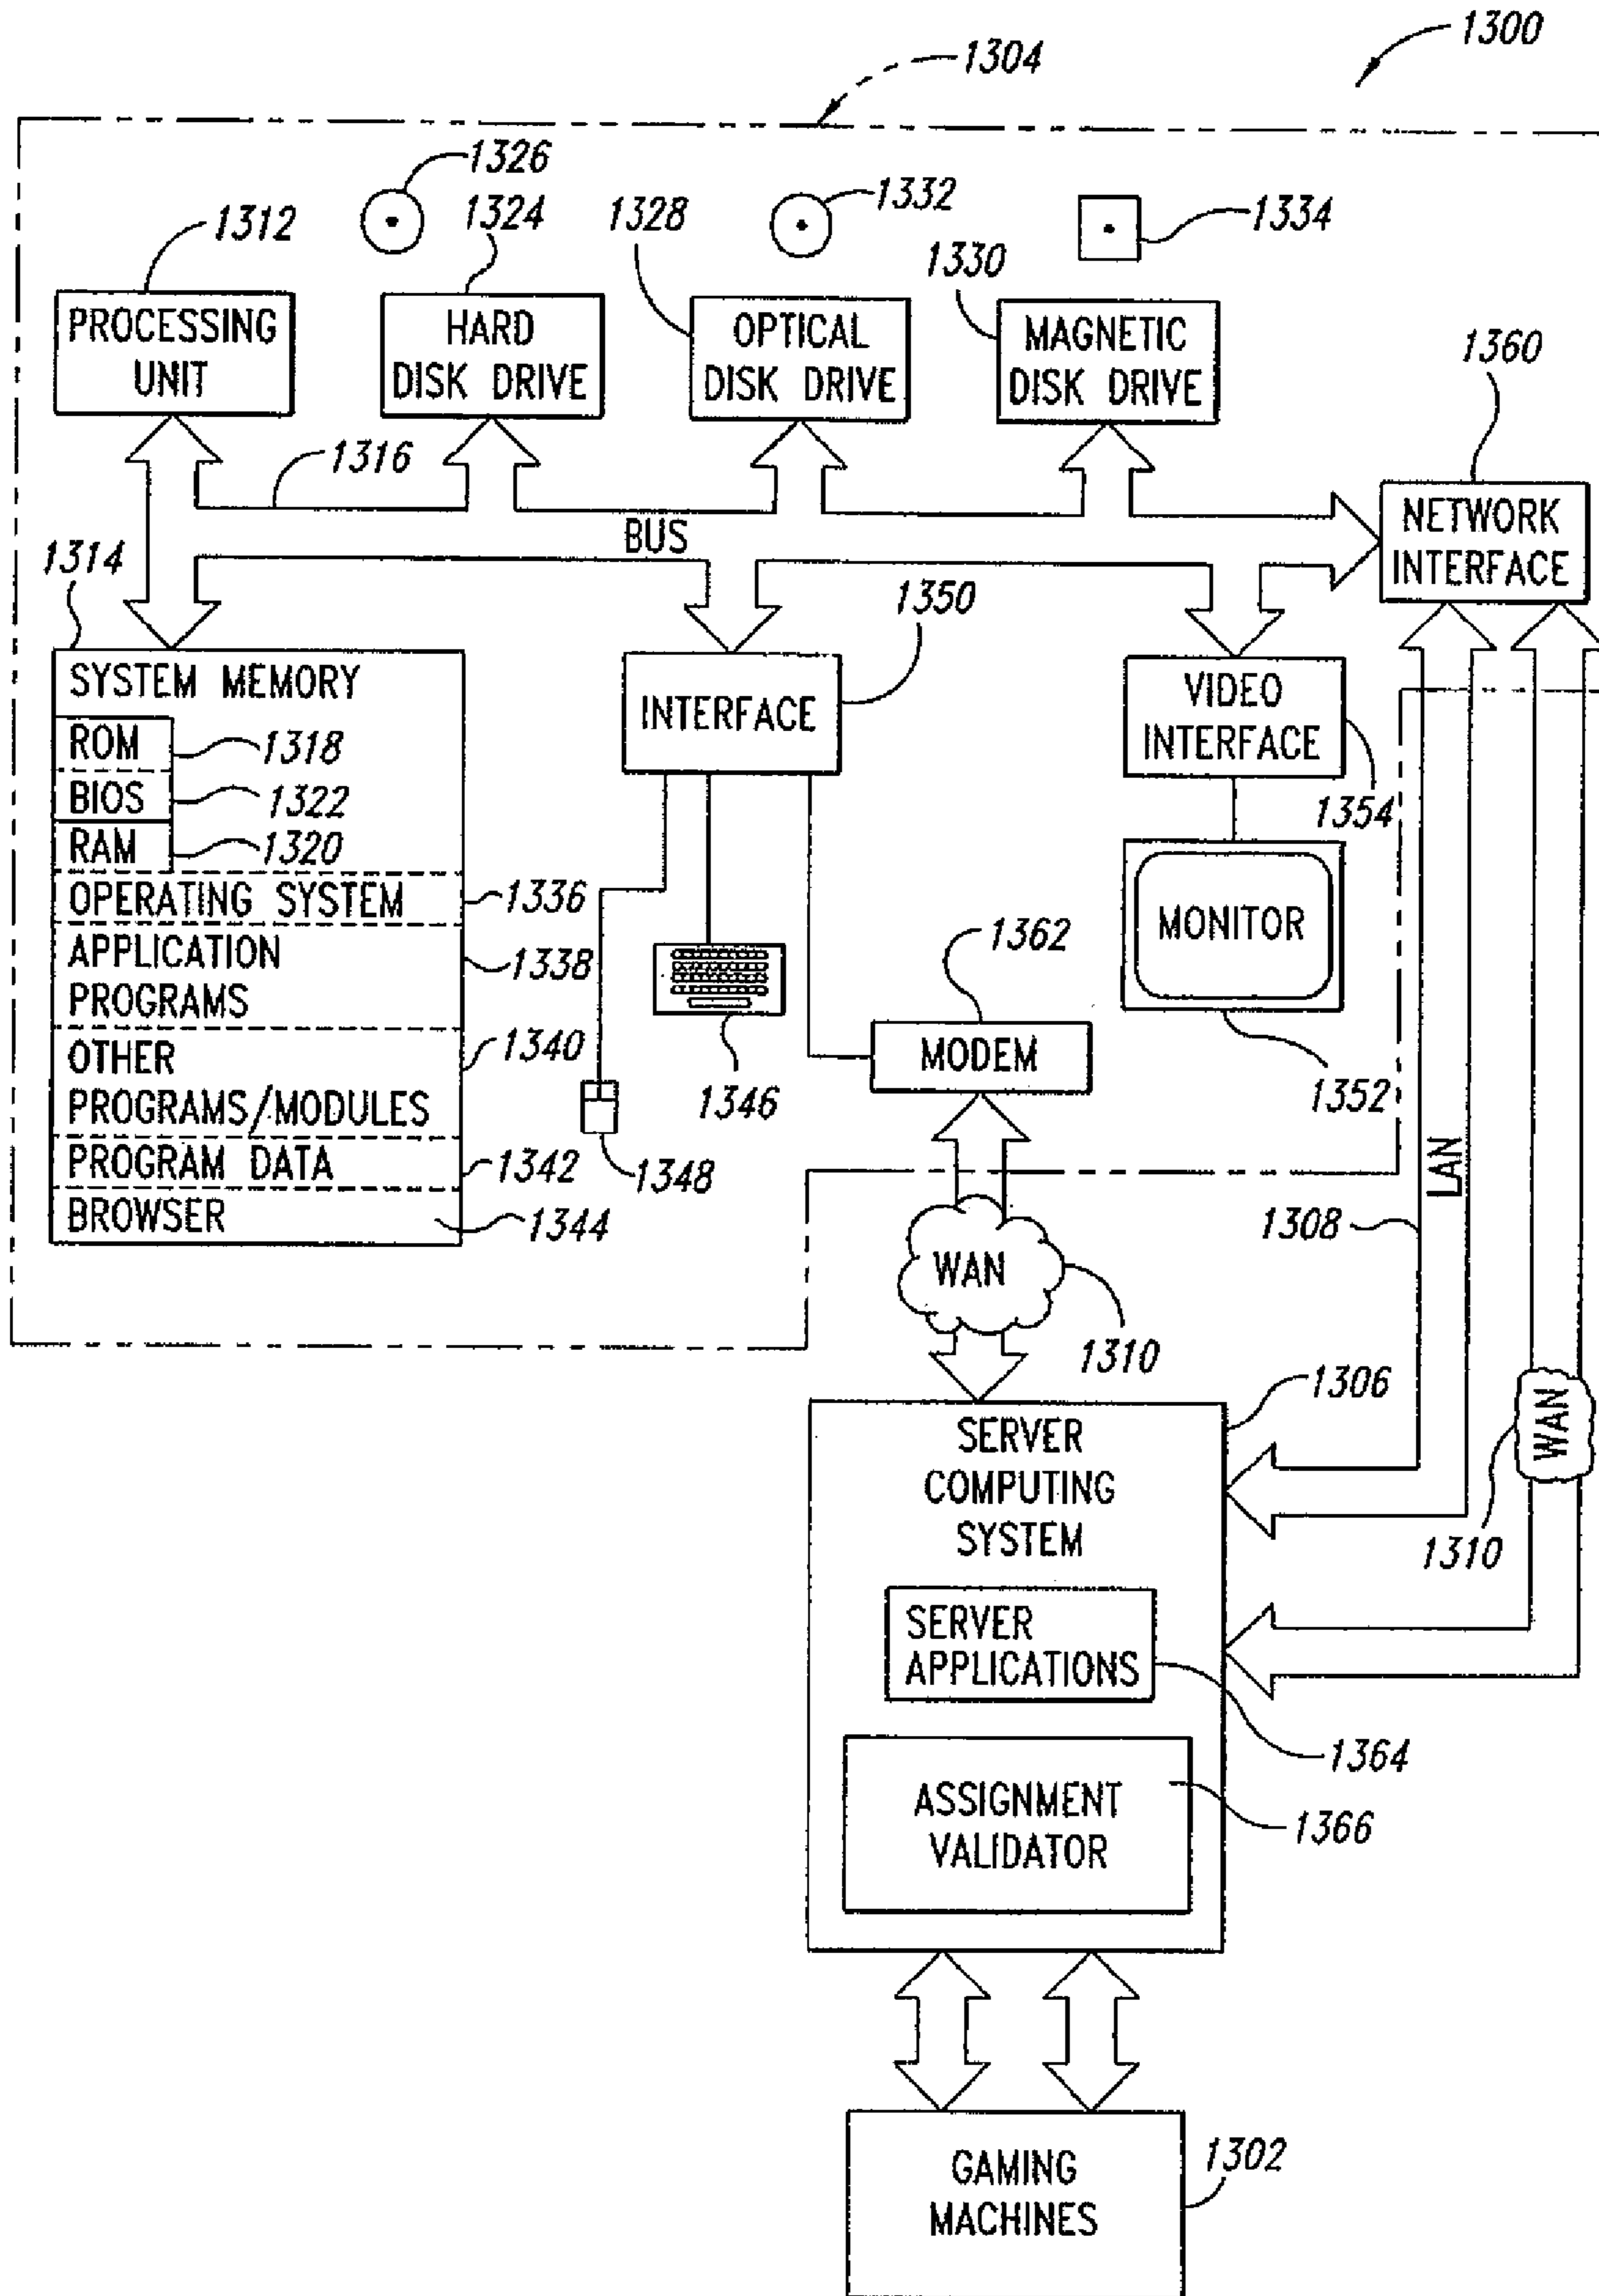 1300
1304
1326
1312
1324
1328
1332
1334
1330
PROCESSING
UNIT
HARD
DISK DRIVE
OPTICAL
DISK DRIVE
MAGNETIC
DISK DRIVE
1360
1316
NETWORK
INTERFACE
BUS
1314
1350
SYSTEM MEMORY
ROM
1318
BIOS
1322
RAM
1320
OPERATING SYSTEM
1336
APPLICATION
PROGRAMS
1338
OTHER
PROGRAMS/MODULES
1340
PROGRAM DATA
1342
BROWSER
1344
INTERFACE
VIDEO
INTERFACE
1354
MONITOR
1352
1362
MODEM
1346
1348
LAN
1308
WAN
1310
1306
WAN
1310
SERVER
COMPUTING
SYSTEM
SERVER
APPLICATIONS
1364
ASSIGNMENT
VALIDATOR
1366
GAMING
MACHINES
1302